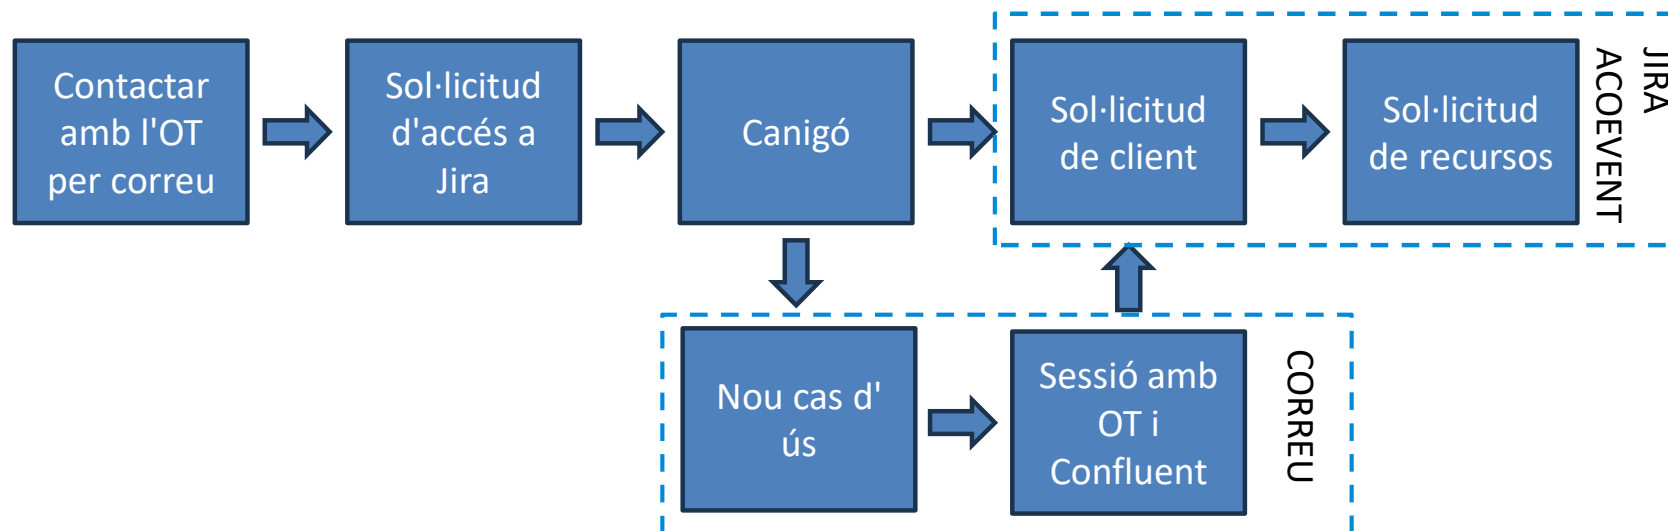 Contactar
amb l'OT
per correu
Sol·licitud
d'accés a
Jira
Canigó
Sol·licitud
de client
Sol·licitud
de recursos
JIRA
ACOEVENT
Nou cas d'
ús
Sessió amb
OT i
Confluent
CORREU